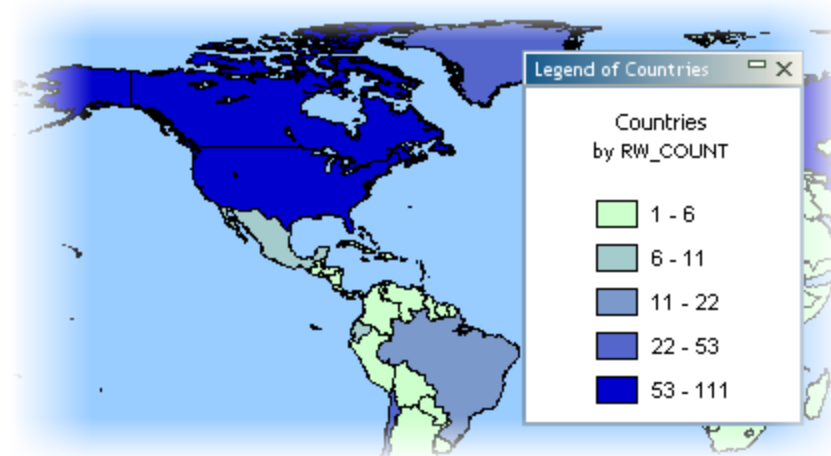 Legend of Countries
Countries
by RW_COUNT
1 - 6
6 - 11
11 - 22
22 - 53
53 - 111